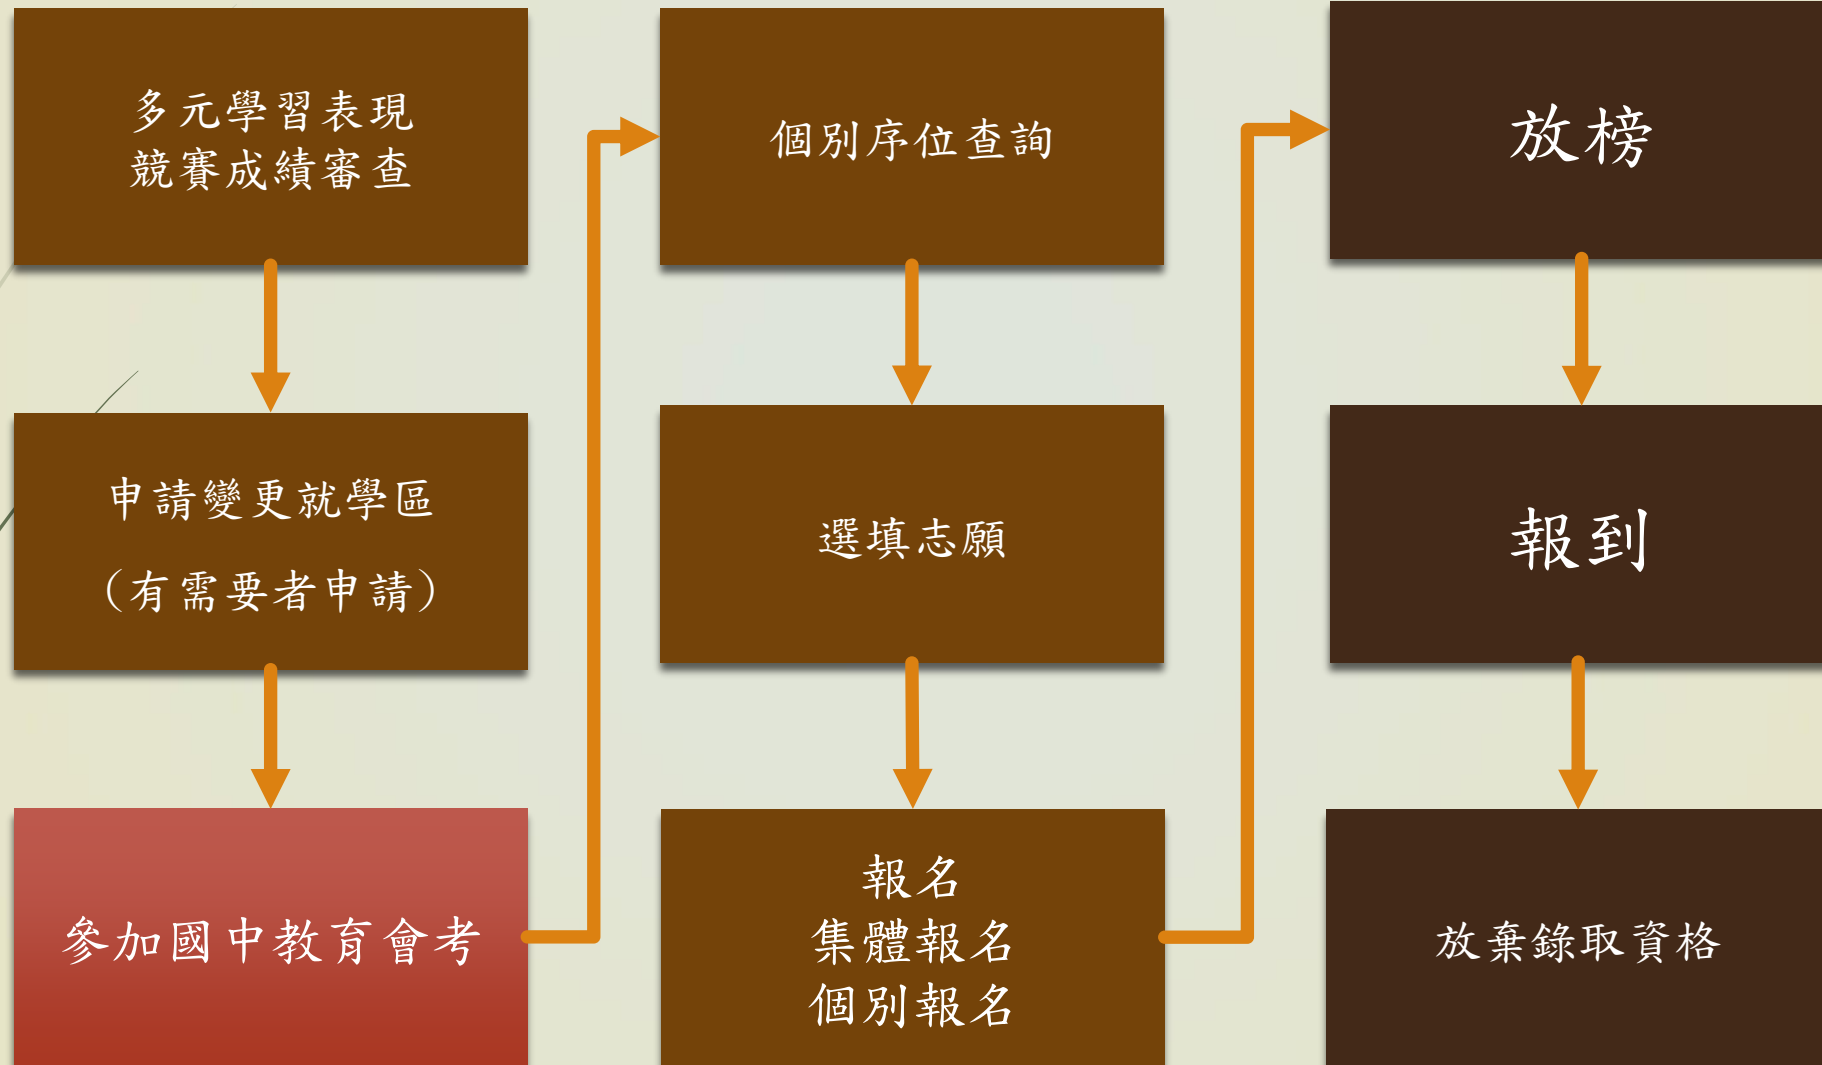 多元學習表現
競賽成績審查
申請變更就學區
（有需要者申請）
參加國中教育會考
個別序位查詢
選填志願
報名
集體報名
個別報名
放榜
報到
放棄錄取資格